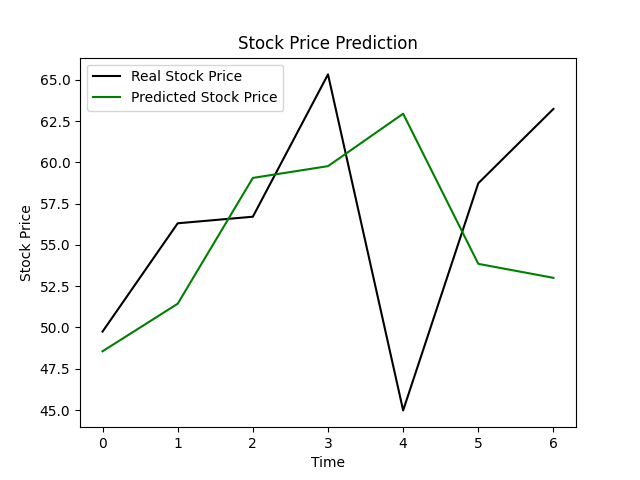 Stock Price Prediction
Real Stock Price
Predicted Stock Price
65.0
62.5
60.0
57.5
55.0
52.5
50.0
47.5
45.0
Stock Price
0 1 2 3 4 5 6
Time